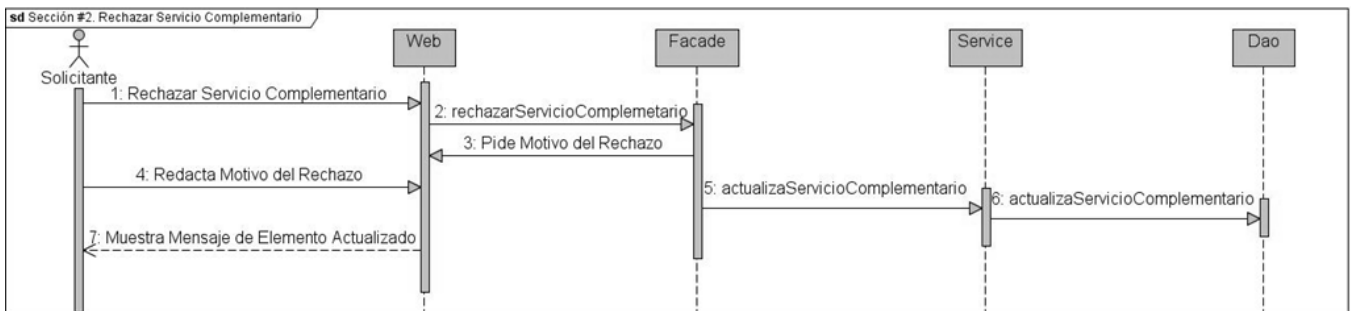 sd Sección #2. Rechazar Servicio Complementario
Solicitante
Web
Facade
Service
Dao
1: Rechazar Servicio Complementario
2: rechazarServicioComplemetario
3: Pide Motivo del Rechazo
4: Redacta Motivo del Rechazo
5: actualizaServicioComplementario
6: actualizaServicioComplementario
7: Muestra Mensaje de Elemento Actualizado